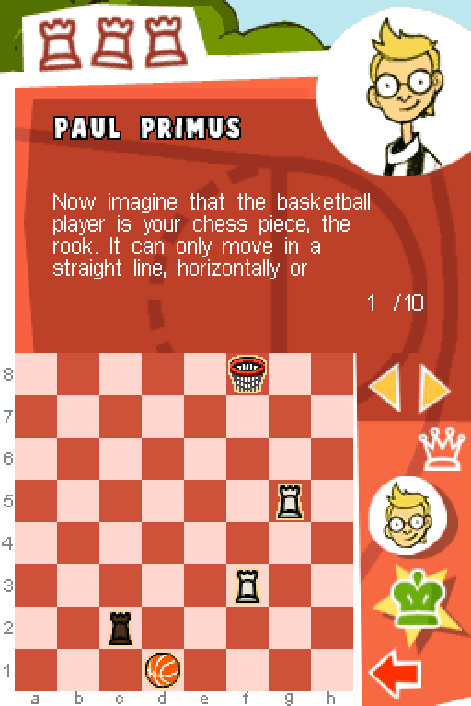 PAUL PRIMUS
Now imagine that the basketball
player is your chess piece, the
rook. It can only move in a
straight line, horizontally or
1 /10
8
7
6
5
4
3
2
1
a b c d e f g h